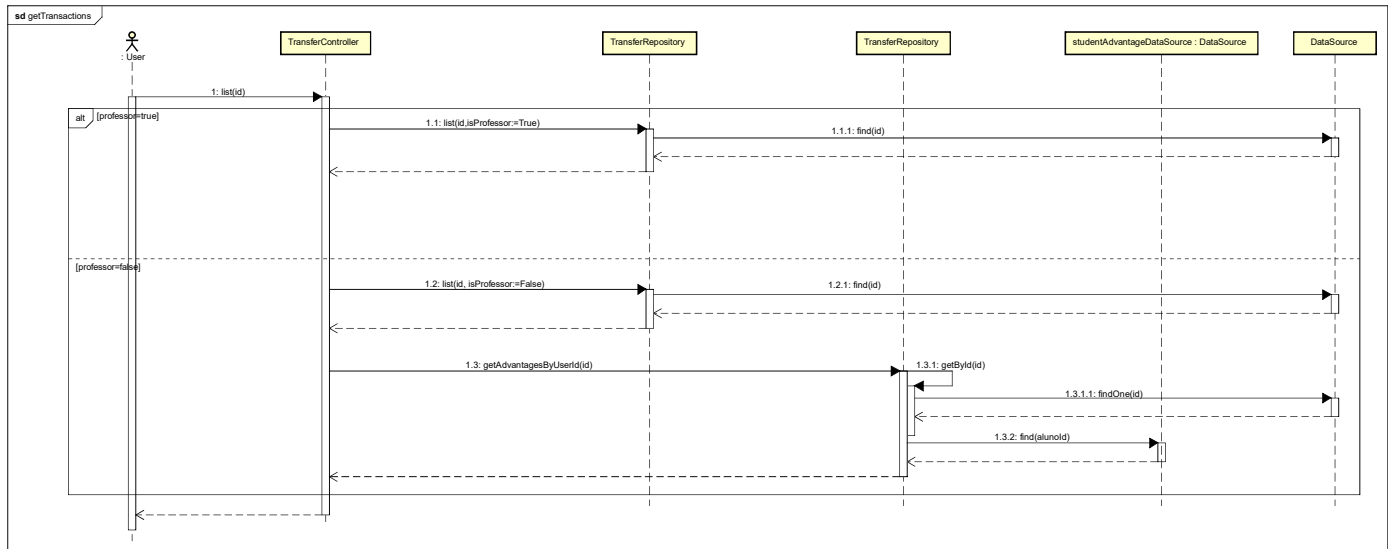 sd getTransactions
: User
TransferController
TransferRepository
TransferRepository
studentAdvantageDataSource : DataSource
DataSource
1: list(id)
alt
[professor=true]
1.1: list(id,isProfessor:=True)
1.1.1: find(id)
[professor=false]
1.2: list(id, isProfessor:=False)
1.2.1: find(id)
1.3: getAdvantagesByUserId(id)
1.3.1: getById(id)
1.3.1.1: findOne(id)
1.3.2: find(alunoId)